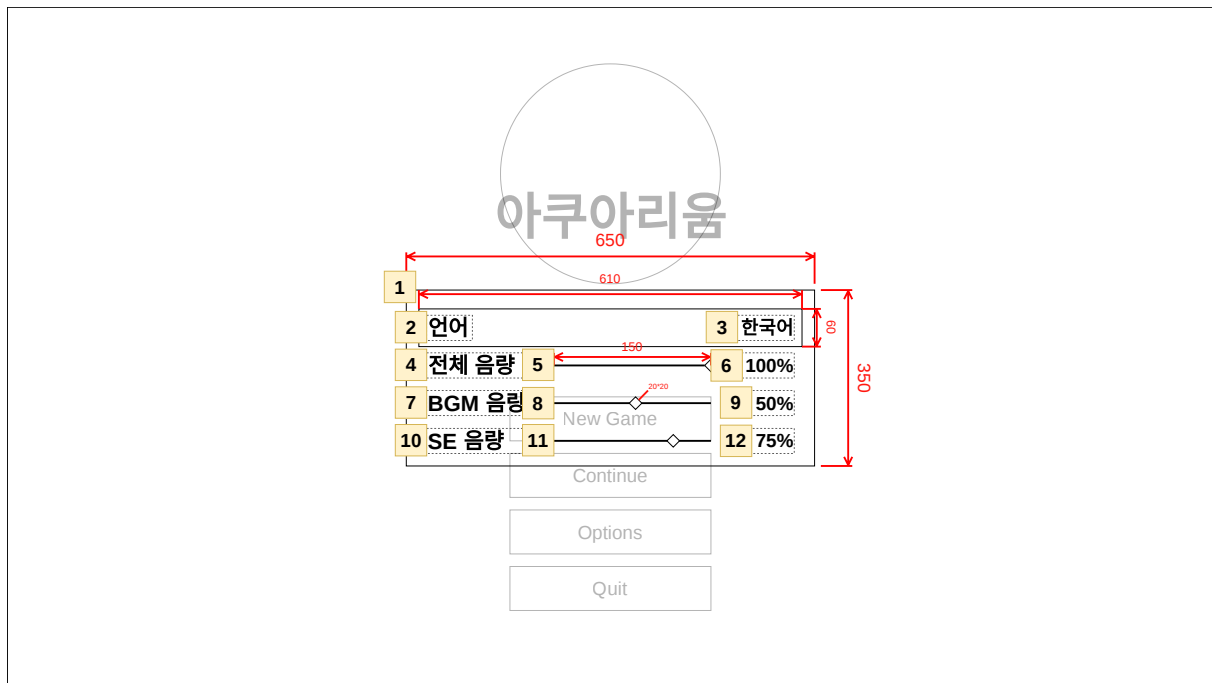 아쿠아리움
650
610
1
2 언어 3 한국어 60
4 전체 음량 5 150 6 100%
350
20*20
7 BGM 음량 8 9 50%
New Game
10 SE 음량 11 12 75%
Continue
Options
Quit